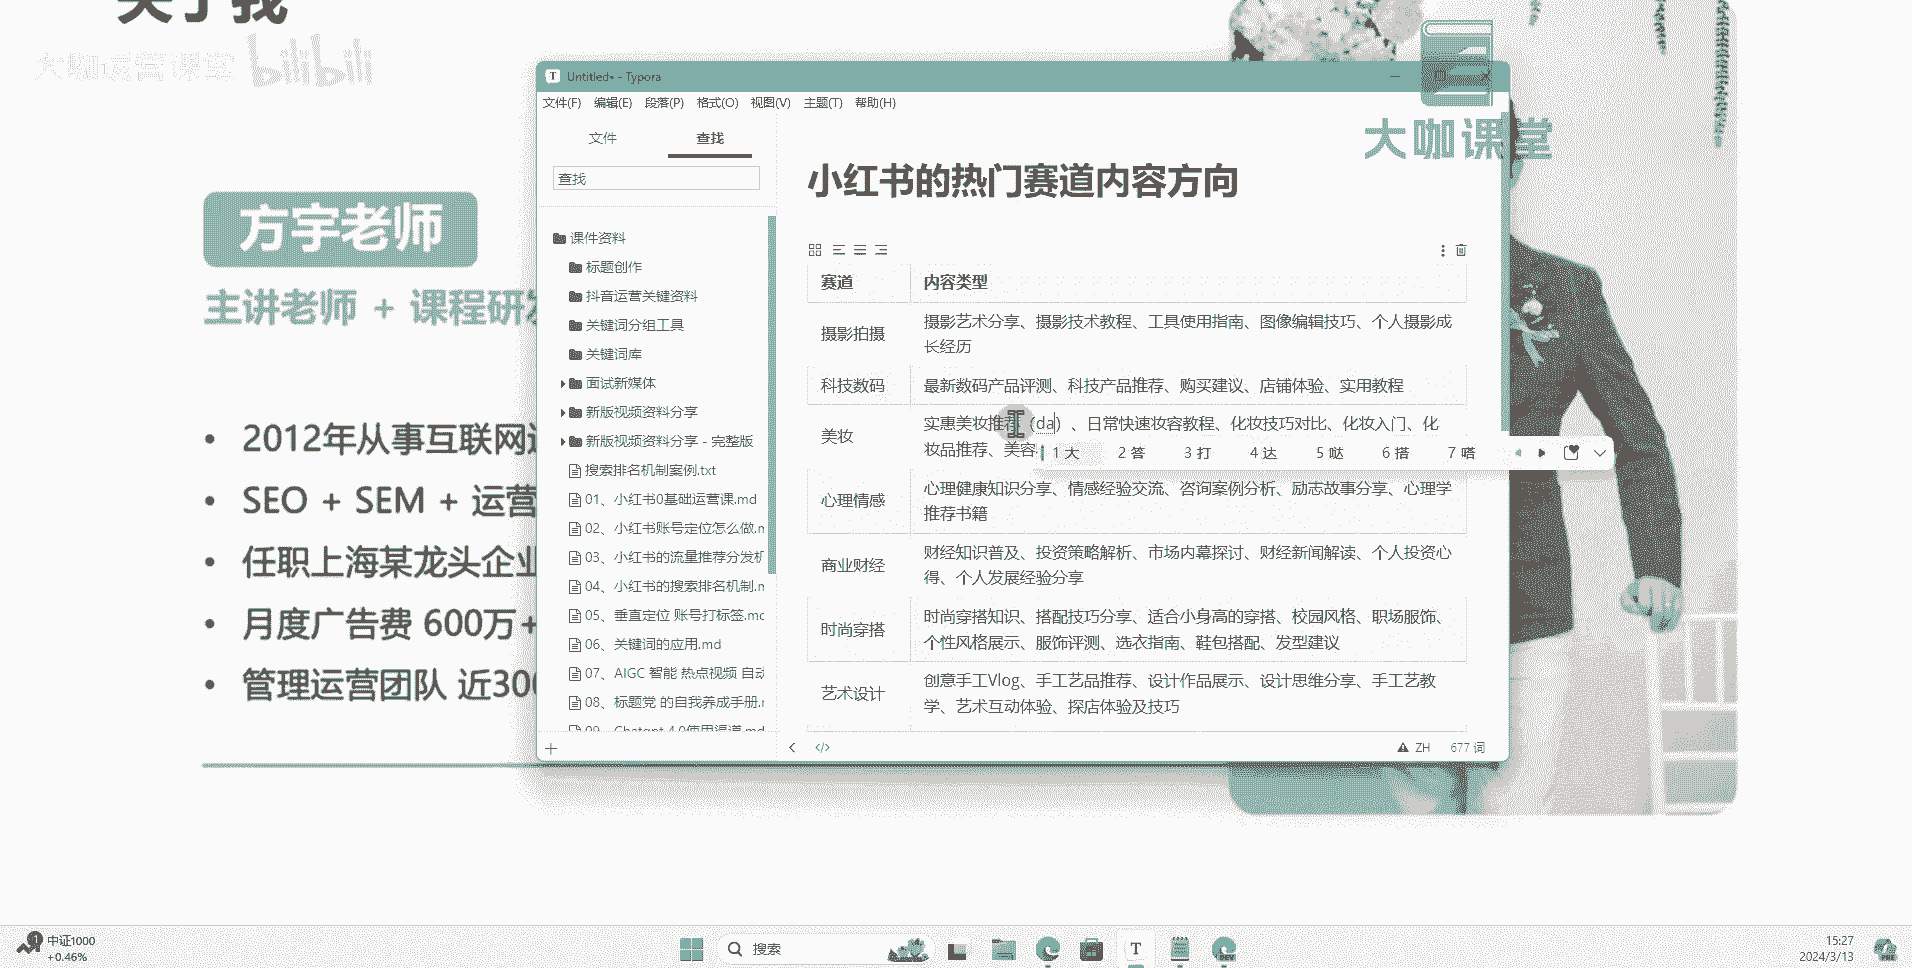 关于我
大咖运营课堂 bilibili
方宇老师
主讲老师 + 课程研发
2012年从事互联网
SEO + SEM + 运营
任职上海某龙头企业
月度广告费 600万+
管理运营团队 近300
Untitled• - Typora
文件(F) 编辑(E) 段落(P) 格式(O) 视图(V) 主题(T) 帮助(H)
大咖课堂
文件 查找
查找
课件资料
标题创作
抖音运营关键资料
关键词分组工具
关键词库
面试新媒体
新版视频资料分享
新版视频资料分享 - 完整版
搜索排名机制案例.txt
01、小红书0基础运营课.md
02、小红书账号定位怎么做.m
03、小红书的流量推荐分发机
04、小红书的搜索排名机制.m
05、垂直定位 账号打标签.md
06、关键词的应用.md
07、AIGC 智能 热点视频 自动
08、标题党 的自我养成手册.m
09、Chatgpt 4.0使用渠道.md
小红书的热门赛道内容方向
赛道 内容类型
摄影拍摄 摄影艺术分享、摄影技术教程、工具使用指南、图像编辑技巧、个人摄影成
长经历
科技数码 最新数码产品评测、科技产品推荐、购买建议、店铺体验、实用教程
美妆 实惠美妆推荐（da）、日常快速妆容教程、化妆技巧对比、化妆入门、化
妆品推荐、美容
1 大 2 答 3 打 4 达 5 哒 6 搭 7 嗒
心理情感 心理健康知识分享、情感经验交流、咨询案例分析、励志故事分享、心理学
推荐书籍
商业财经 财经知识普及、投资策略解析、市场内幕探讨、财经新闻解读、个人投资心
得、个人发展经验分享
时尚穿搭 时尚穿搭知识、搭配技巧分享、适合小身高的穿搭、校园风格、职场服饰、
个性风格展示、服饰评测、选衣指南、鞋包搭配、发型建议
艺术设计 创意手工Vlog、手工艺品推荐、设计作品展示、设计思维分享、手工艺教
学、艺术互动体验、探店体验及技巧
ZH 677 词
中证1000
+0.46%
搜索
15:27
2024/3/13